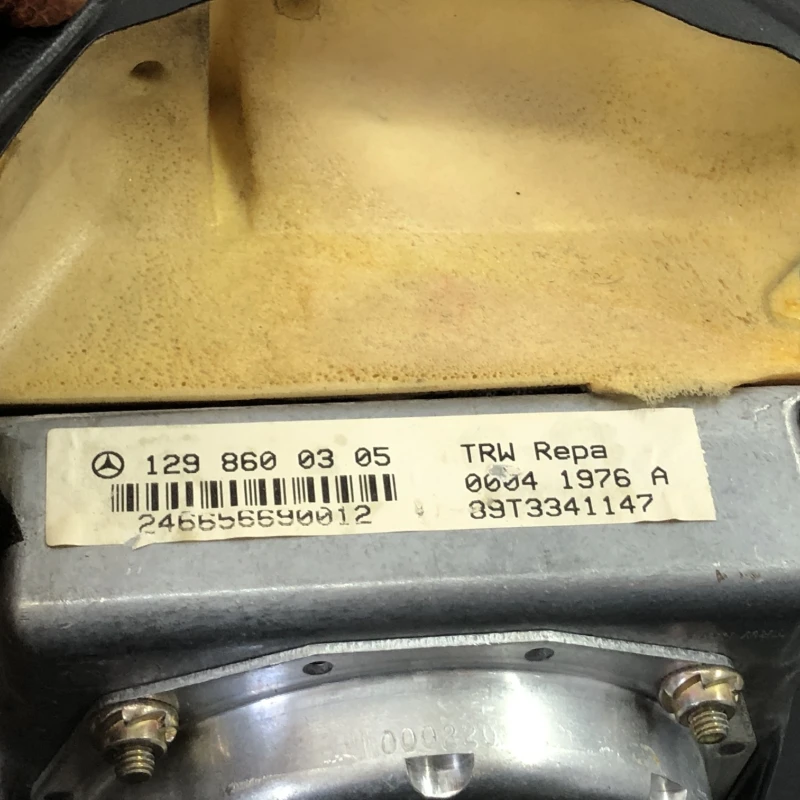 129 860 03 05
246656690012
TRW Repa
0004 1976 A
89T3341147